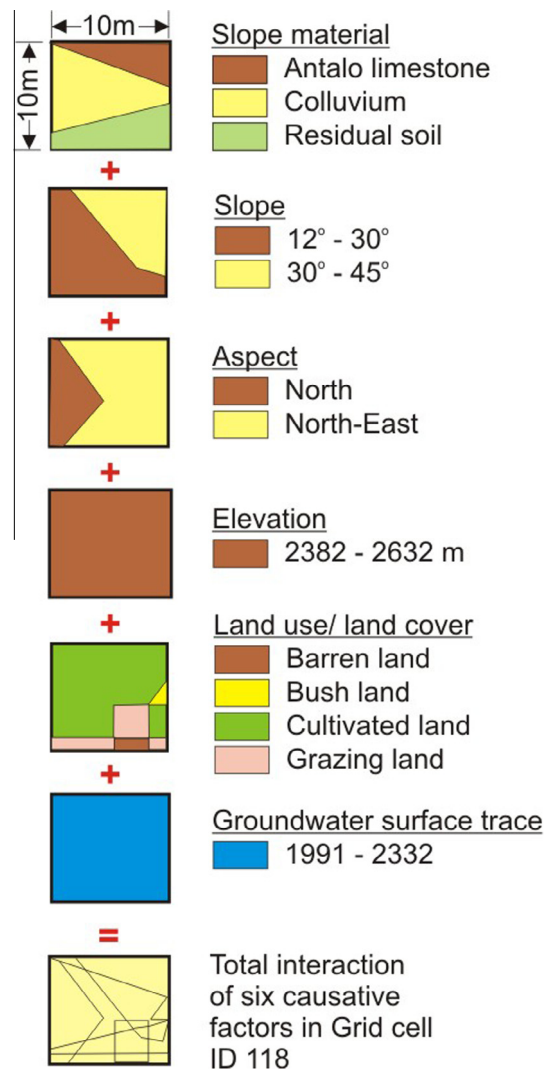 10m
10m
Slope material
Antalo limestone
Colluvium
Residual soil
+
Slope
12° - 30°
30° - 45°
+
Aspect
North
North-East
+
Elevation
2382 - 2632 m
+
Land use/ land cover
Barren land
Bush land
Cultivated land
Grazing land
+
Groundwater surface trace
1991 - 2332
=
Total interaction
of six causative
factors in Grid cell
ID 118